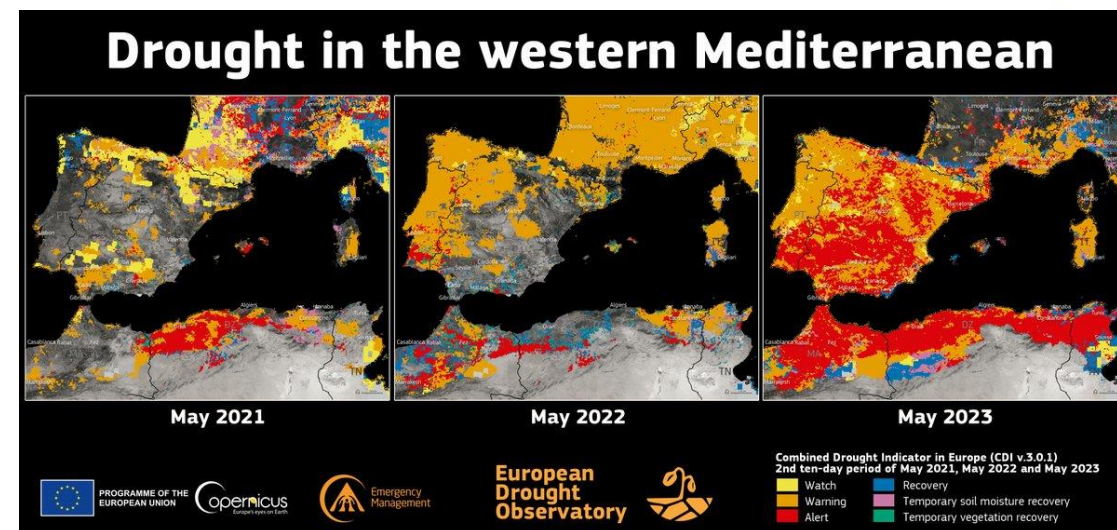 Drought in the western Mediterranean
May 2021
May 2022
May 2023
PROGRAMME OF THE
EUROPEAN UNION
Copernicus
Europe's eyes on Earth
Emergency
Management
European
Drought
Observatory
Combined Drought Indicator in Europe (CDI v.3.0.1)
2nd ten-day period of May 2021, May 2022 and May 2023
Watch
Warning
Alert
Recovery
Temporary soil moisture recovery
Temporary vegetation recovery